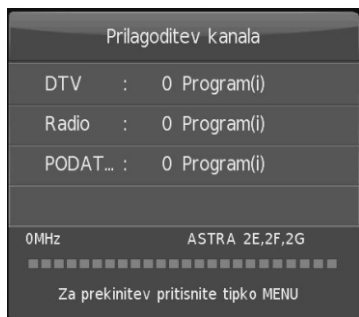 Prilagoditev kanala
DTV : 0 Program(i)
Radio : 0 Program(i)
PODAT... : 0 Program(i)
0MHz ASTRA 2E,2F,2G
Za prekinitev pritisnite tipko MENU